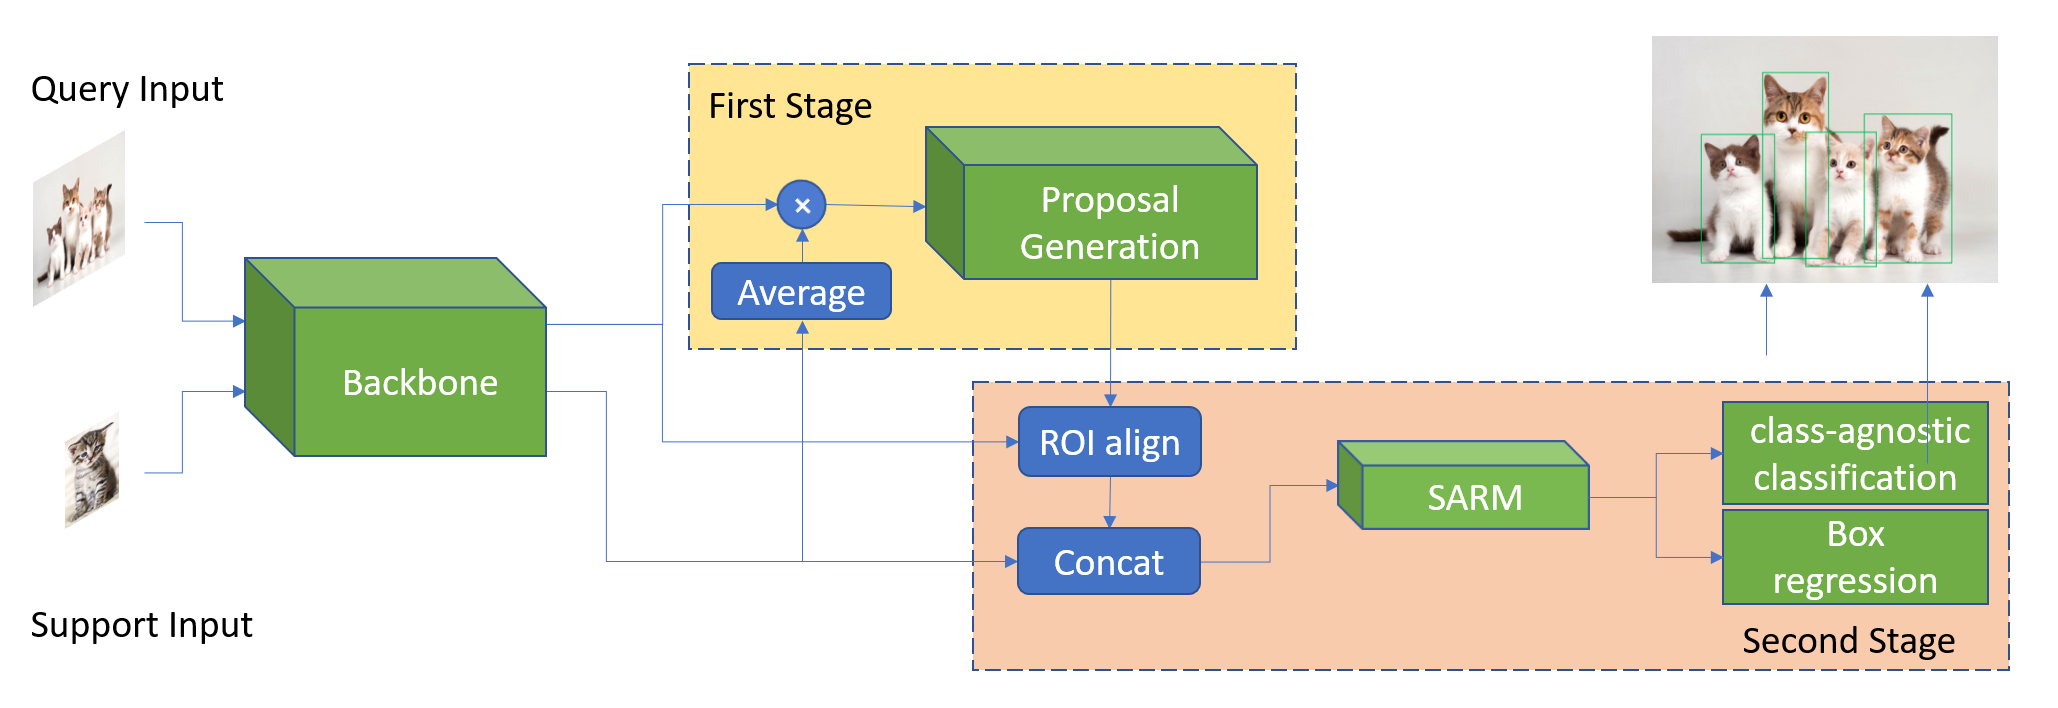 Query Input
First Stage
×
Proposal
Generation
Average
Backbone
ROI align
Concat
SARM
class-agnostic
classification
Box
regression
Support Input
Second Stage